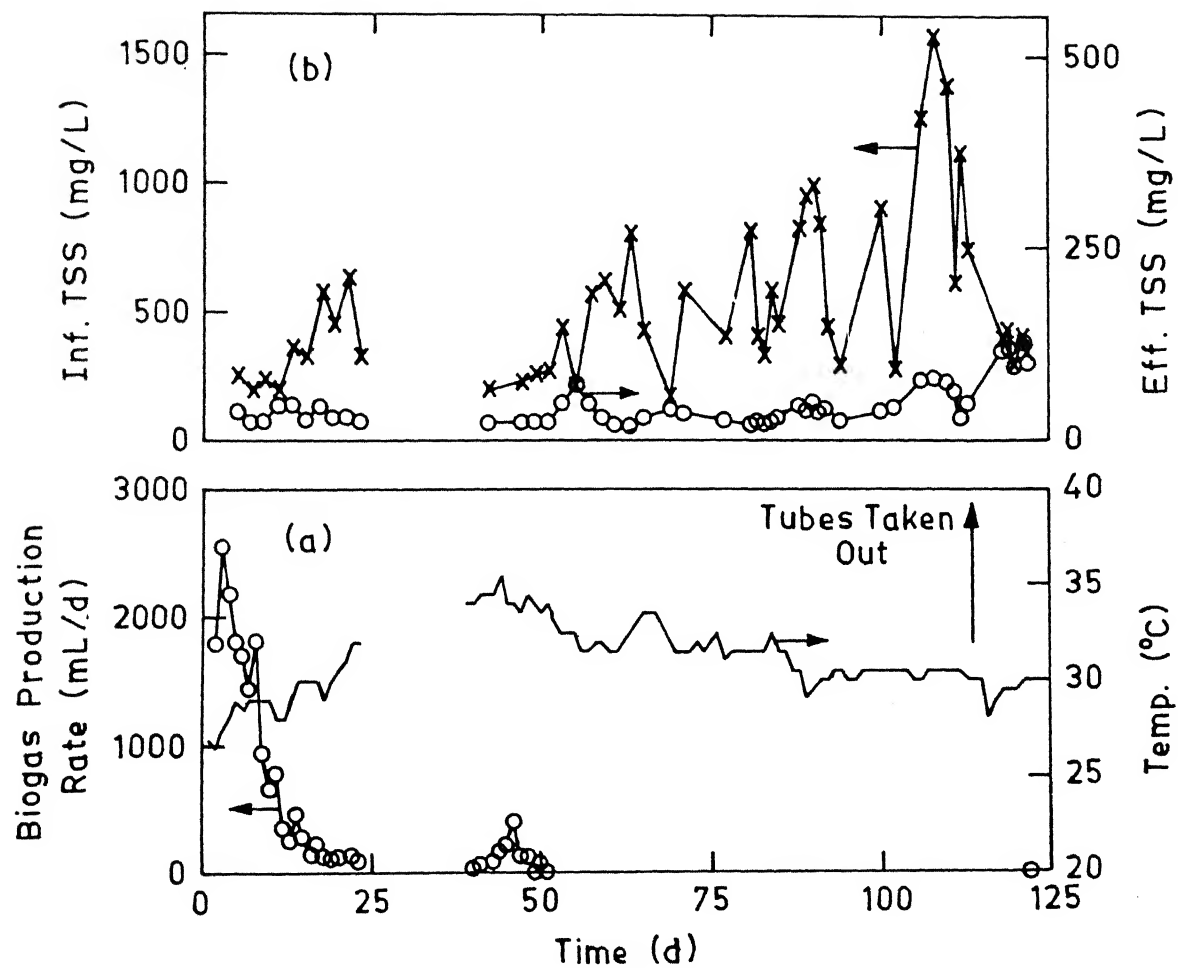 (b)
Inf. TSS (mg/L)
1500
1000
500
0
500
250
0
Eff. TSS (mg/L)
(a)
Biogas Production
Rate (mL/d)
3000
2000
1000
0
Tubes Taken
Out
40
35
30
25
20
Temp. (°C)
0
25
50
75
100
125
Time (d)